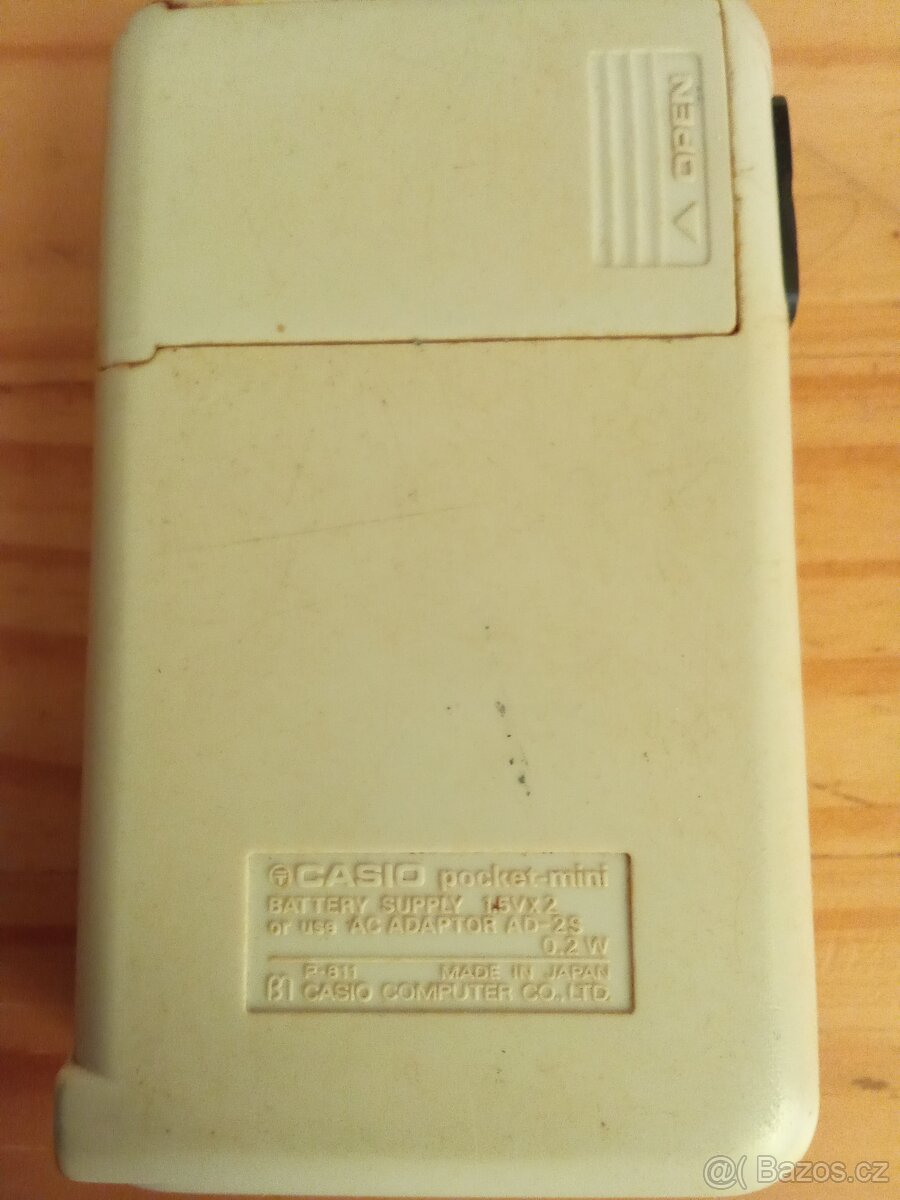 OPEN
CASIO pocket-mini
BATTERY SUPPLY 1.5V×2
or use AC ADAPTOR AD-2S
0.2W
P-811 MADE IN JAPAN
CASIO COMPUTER CO., LTD.
@( Bazos.cz